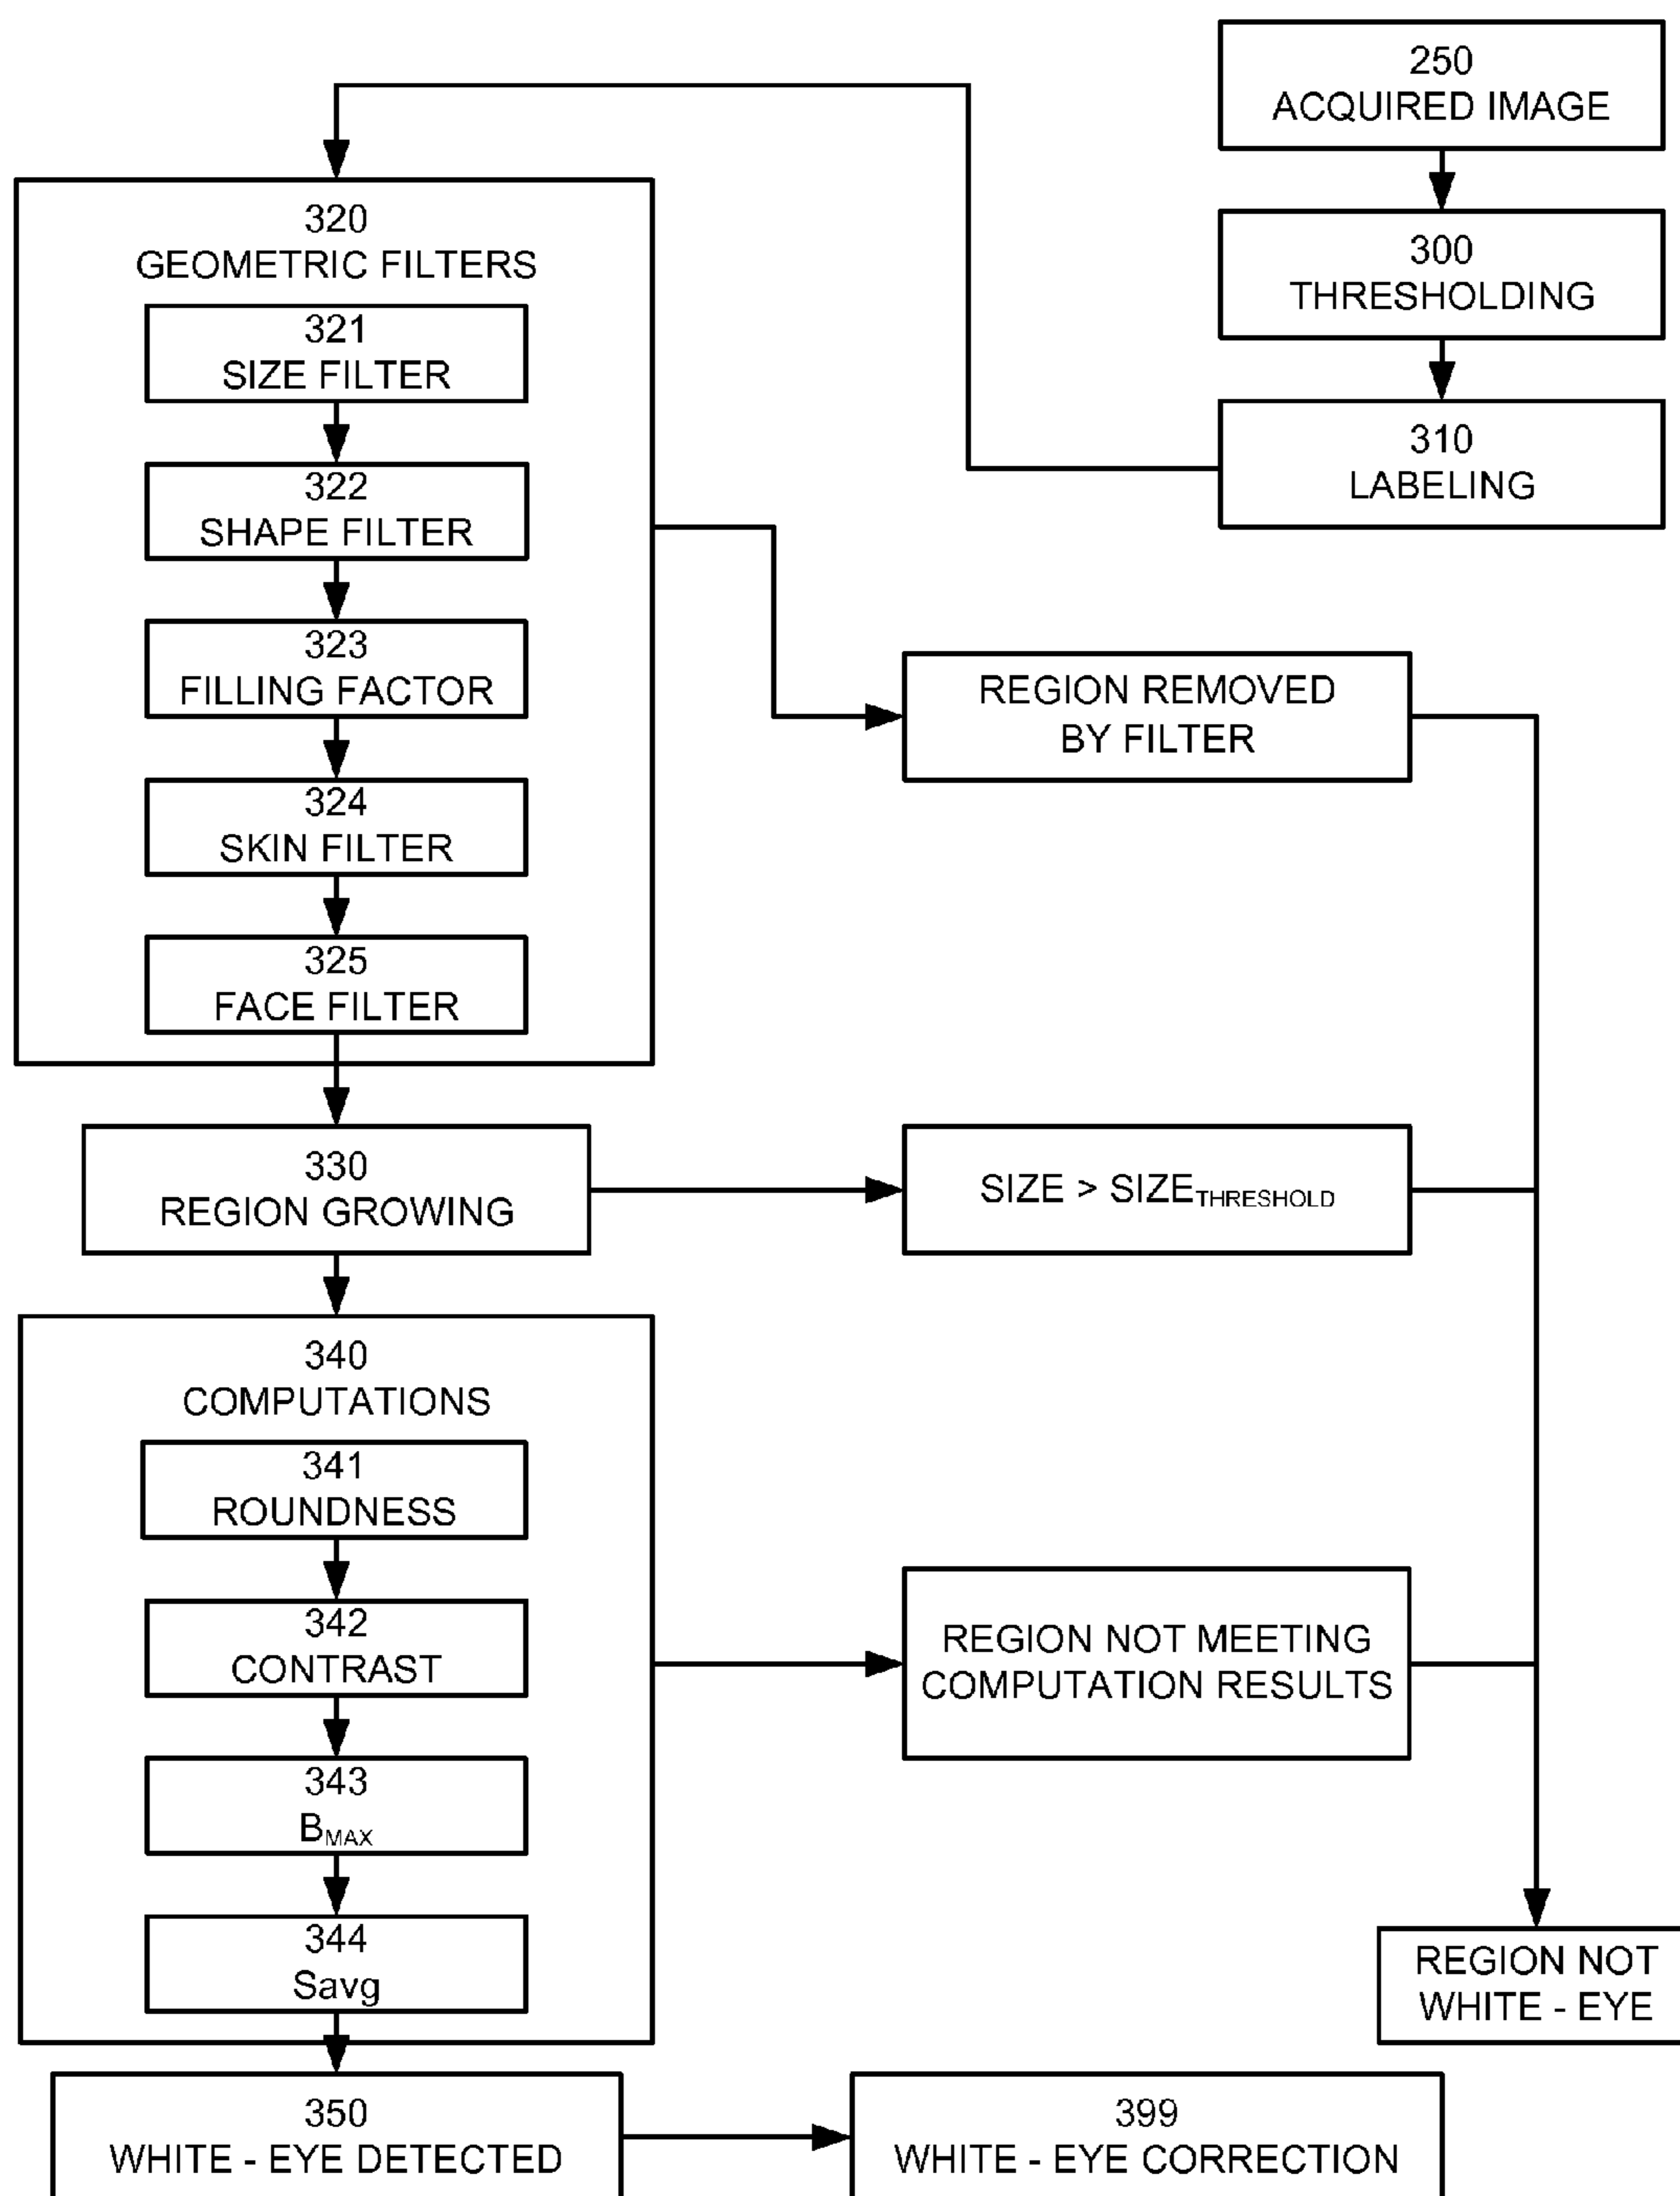 250
ACQUIRED IMAGE
300
THRESHOLDING
310
LABELING
320
GEOMETRIC FILTERS
321
SIZE FILTER
322
SHAPE FILTER
323
FILLING FACTOR
324
SKIN FILTER
325
FACE FILTER
REGION REMOVED
BY FILTER
330
REGION GROWING
SIZE > SIZETHRESHOLD
340
COMPUTATIONS
341
ROUNDNESS
342
CONTRAST
343
BMAX
344
Savg
REGION NOT MEETING
COMPUTATION RESULTS
REGION NOT
WHITE - EYE
350
WHITE - EYE DETECTED
399
WHITE - EYE CORRECTION